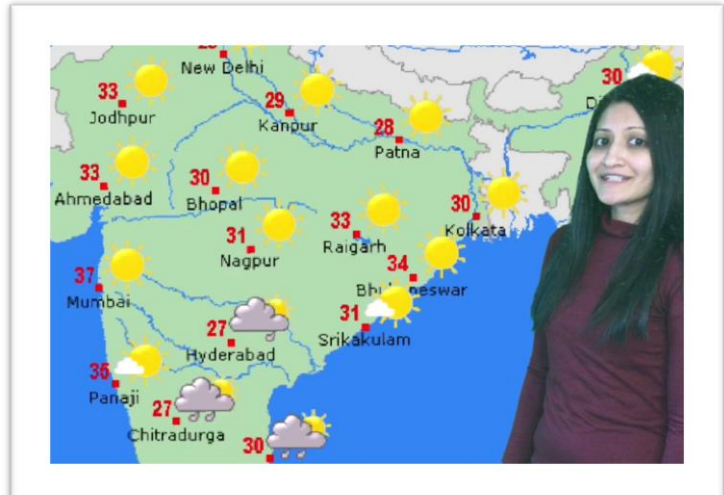 New Delhi
33
Jodhpur
29
Kanpur
28
Patna
30
33
Ahmedabad
30
Bhopal
31
Nagpur
33
Raigarh
30
Kolkata
34
37
Mumbai
31
Srikakulam
27
Hyderabad
35
Panaji
27
Chitradurga
30